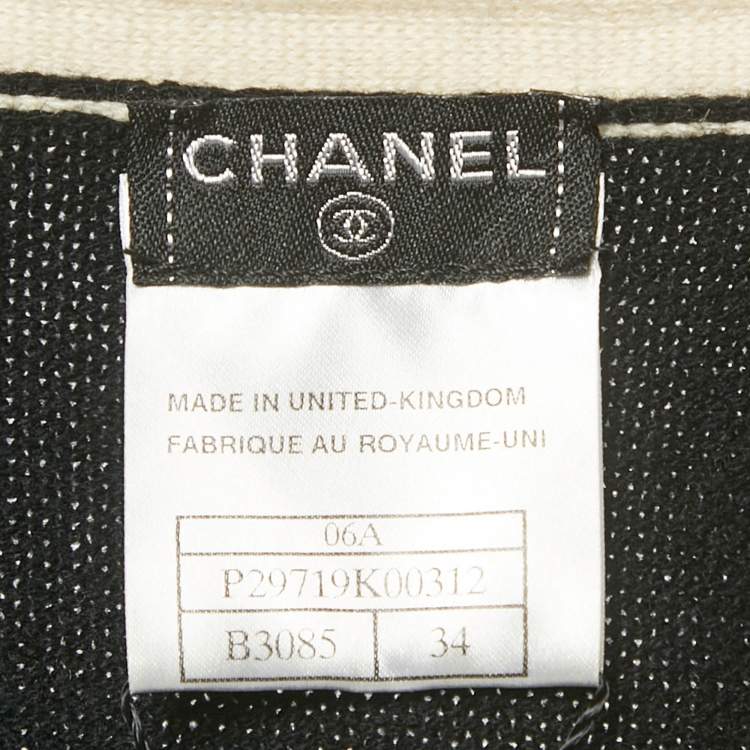 CHANEL
MADE IN UNITED-KINGDOM
FABRIQUE AU ROYAUME-UNI
06A
P29719K00312
B3085 34